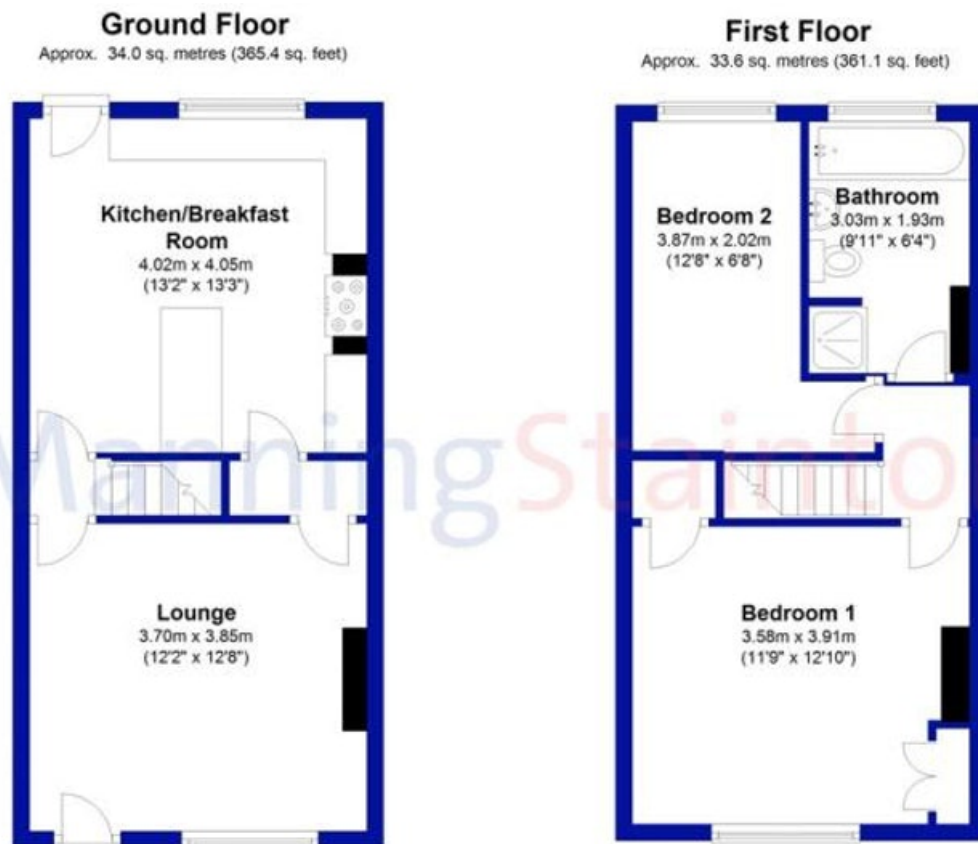 Ground Floor
Approx. 34.0 sq. metres (365.4 sq. feet)
Kitchen/Breakfast
Room
4.02m x 4.05m
(13'2" x 13'3")
Lounge
3.70m x 3.85m
(12'2" x 12'8")
First Floor
Approx. 33.6 sq. metres (361.1 sq. feet)
Bedroom 2
3.87m x 2.02m
(12'8" x 6'8")
Bathroom
3.03m x 1.93m
(9'11" x 6'4")
Bedroom 1
3.58m x 3.91m
(11'9" x 12'10")
ManningStainto